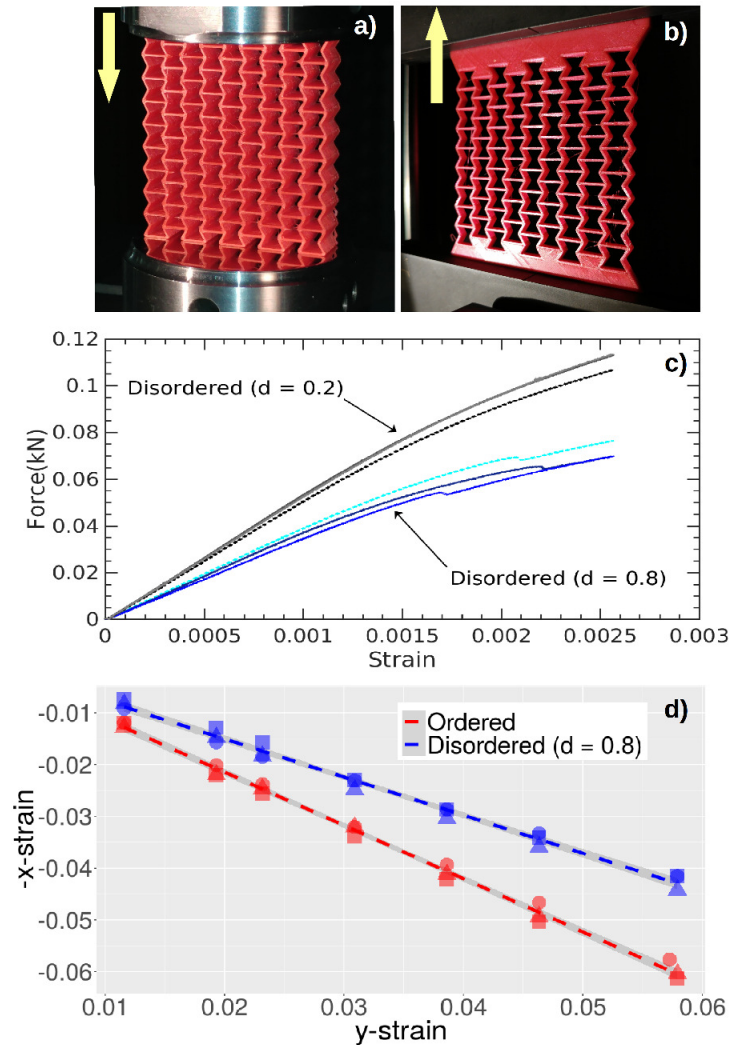 a)
b)
c)
0.12
0.1
0.08
0.06
0.04
0.02
0
Force(kN)
Disordered (d = 0.2)
Disordered (d = 0.8)
0 0.0005 0.001 0.0015 0.002 0.0025 0.003
Strain
d)
Ordered
Disordered (d = 0.8)
-0.01
-0.02
-0.03
-0.04
-0.05
-0.06
-x-strain
0.01 0.02 0.03 0.04 0.05 0.06
y-strain